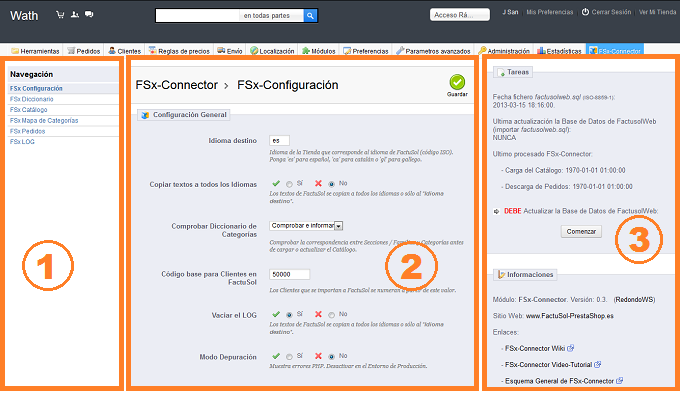 Wath
en todas partes
Acceso Rá...
J San
Mis Preferencias
Cerrar Sesión
Ver Mi Tienda
Herramientas
Pedidos
Clientes
Reglas de precios
Envío
Localización
Módulos
Preferencias
Parametros avanzados
Administración
Estadísticas
FSx-Connector
Navegación
FSx Configuración
FSx Diccionario
FSx Catálogo
FSx Mapa de Categorías
FSx Pedidos
FSx LOG
1
FSx-Connector > FSx-Configuración
Guardar
Configuración General
Idioma destino
es
Idioma de la Tienda que corresponde al idioma de FactuSol (código ISO).
Ponga 'es' para español, 'ca' para catalán o 'gl' para gallego.
Copiar textos a todos los Idiomas
Sí
No
Los textos de FactuSol se copian a todos los idiomas o sólo al "Idioma
destino".
Comprobar Diccionario de
Categorías
Comprobar e informar
Comprobar la correspondencia entre Secciones / Familias y Categorías antes
de cargar o actualizar el Catálogo.
2
Código base para Clientes en
FactuSol
50000
Los Clientes que se importan a FactuSol se numeran a partir de este valor.
Vaciar el LOG
Sí
No
Los textos de FactuSol se copian a todos los idiomas o sólo al "Idioma
destino".
Modo Depuración
Sí
No
Muestra errores PHP. Desactivar en el Entorno de Producción.
Tareas
Fecha fichero factusolweb.sql (ISO-8859-1):
2013-03-15 18:16:00.
Ultima actualización la Base de Datos de FactusolWeb
(importar factusolweb.sql):
NUNCA
Ultimo procesado FSx-Connector:
- Carga del Catálogo: 1970-01-01 01:00:00
- Descarga de Pedidos: 1970-01-01 01:00:00
DEBE Actualizar la Base de Datos de FactusolWeb:
Comenzar
3
Informaciones
Módulo: FSx-Connector. Versión: 0.3. (RedondoWS)
Sitio Web: www.FactuSol-PrestaShop.es
Enlaces:
- FSx-Connector Wiki
- FSx-Connector Video-Tutorial
- Esquema General de FSx-Connector